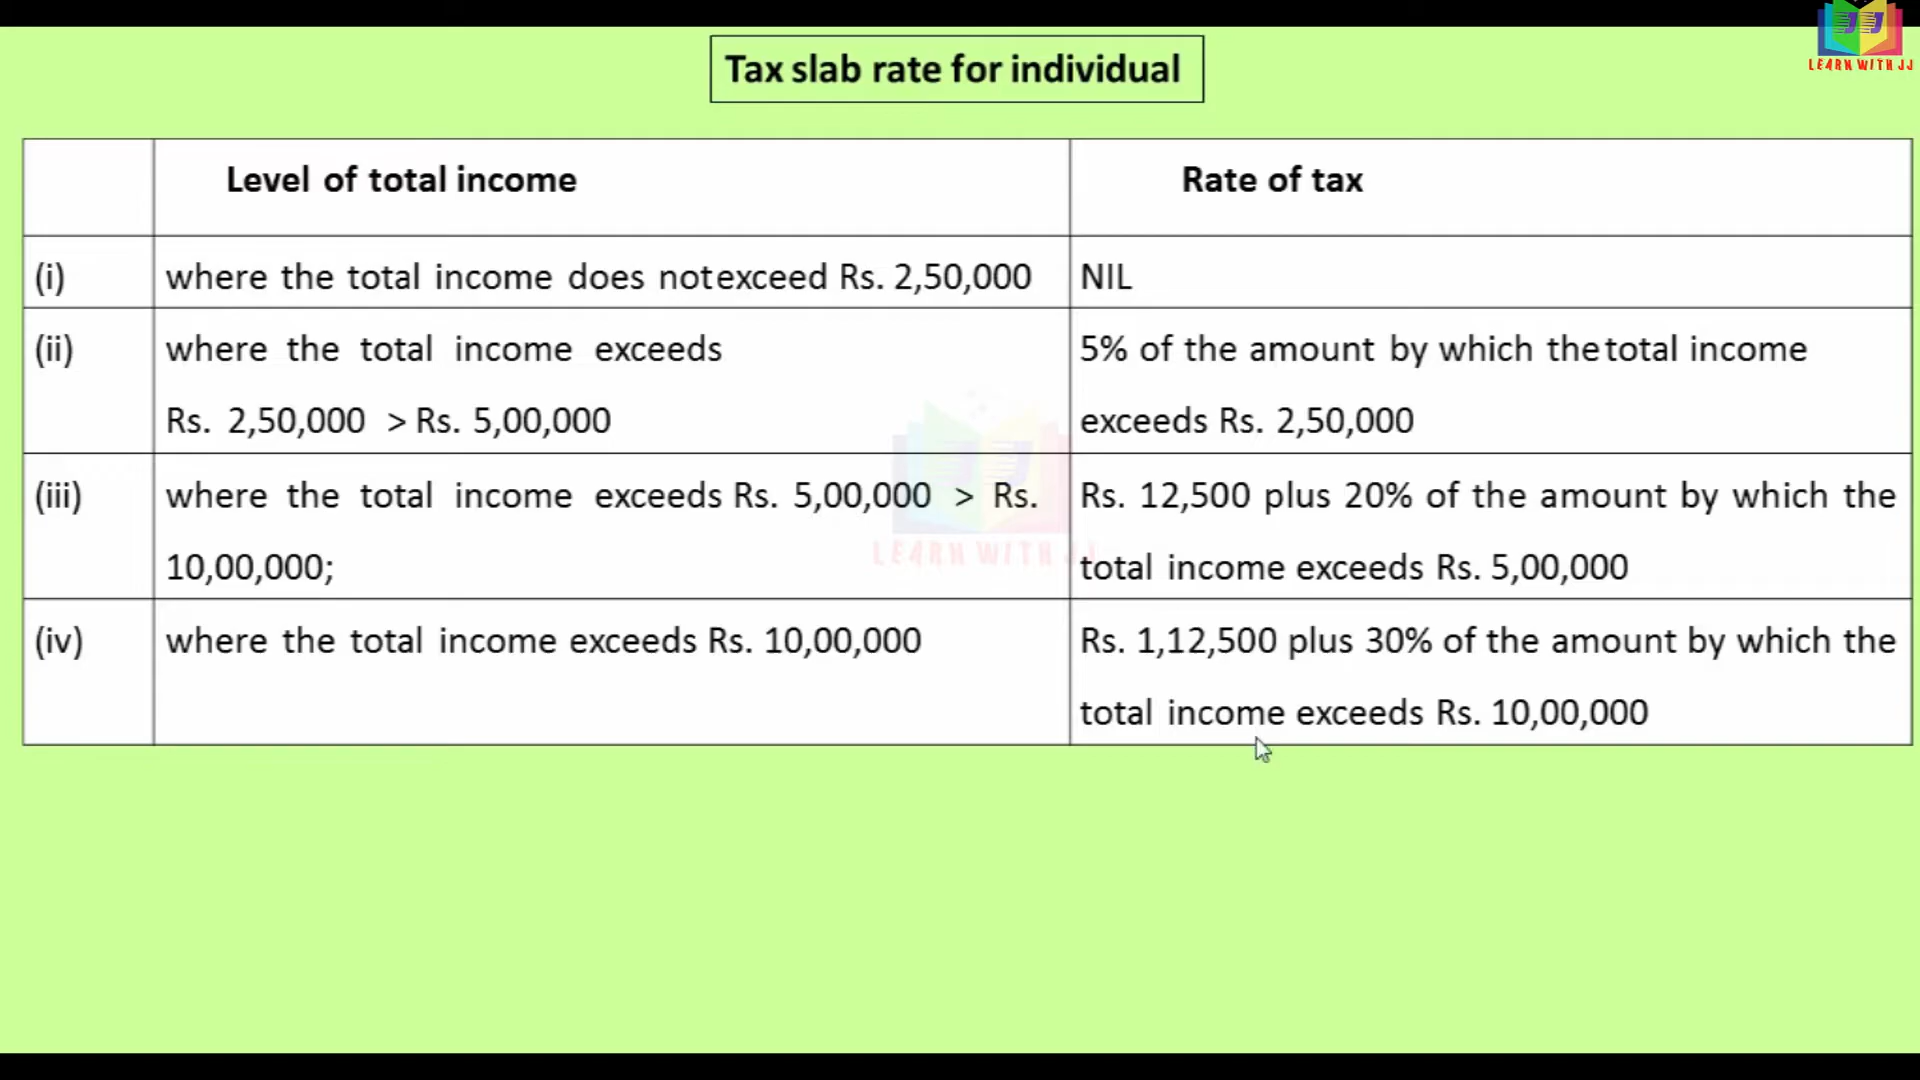 LEARN WITH JJ
Tax slab rate for individual
Level of total income
Rate of tax
(i)
where the total income does notexceed Rs. 2,50,000
NIL
(ii)
where the total income exceeds
Rs. 2,50,000 > Rs. 5,00,000
5% of the amount by which thetotal income
exceeds Rs. 2,50,000
(iii)
where the total income exceeds Rs. 5,00,000 > Rs.
10,00,000;
Rs. 12,500 plus 20% of the amount by which the
total income exceeds Rs. 5,00,000
(iv)
where the total income exceeds Rs. 10,00,000
Rs. 1,12,500 plus 30% of the amount by which the
total income exceeds Rs. 10,00,000
LEARN WITH JJ